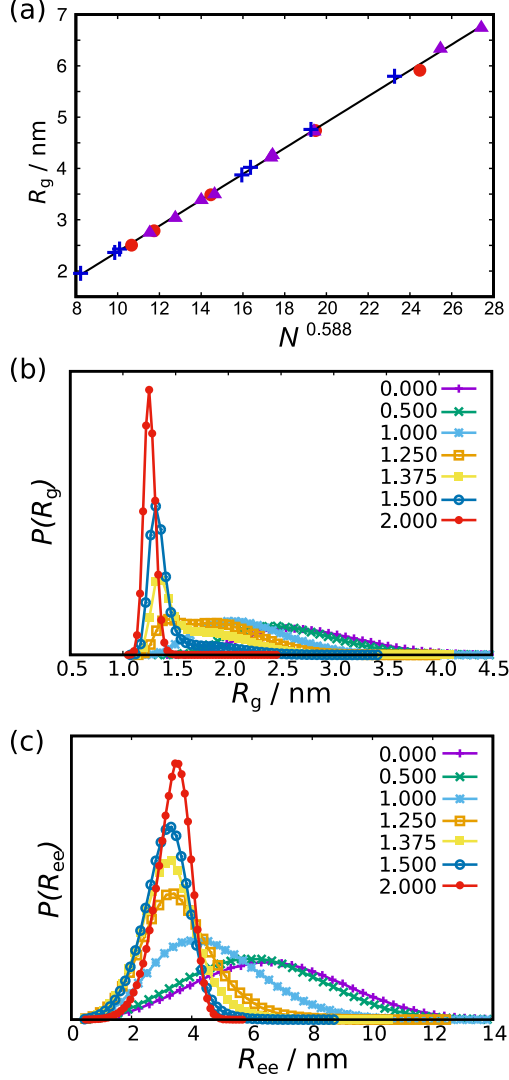 (a)
7
6
5
4
3
2
R_g / nm
8 10 12 14 16 18 20 22 24 26 28
N^0.588
(b)
0.000
0.500
1.000
1.250
1.375
1.500
2.000
P(R_g)
0.5 1.0 1.5 2.0 2.5 3.0 3.5 4.0 4.5
R_g / nm
(c)
0.000
0.500
1.000
1.250
1.375
1.500
2.000
P(R_ee)
0 2 4 6 8 10 12 14
R_ee / nm